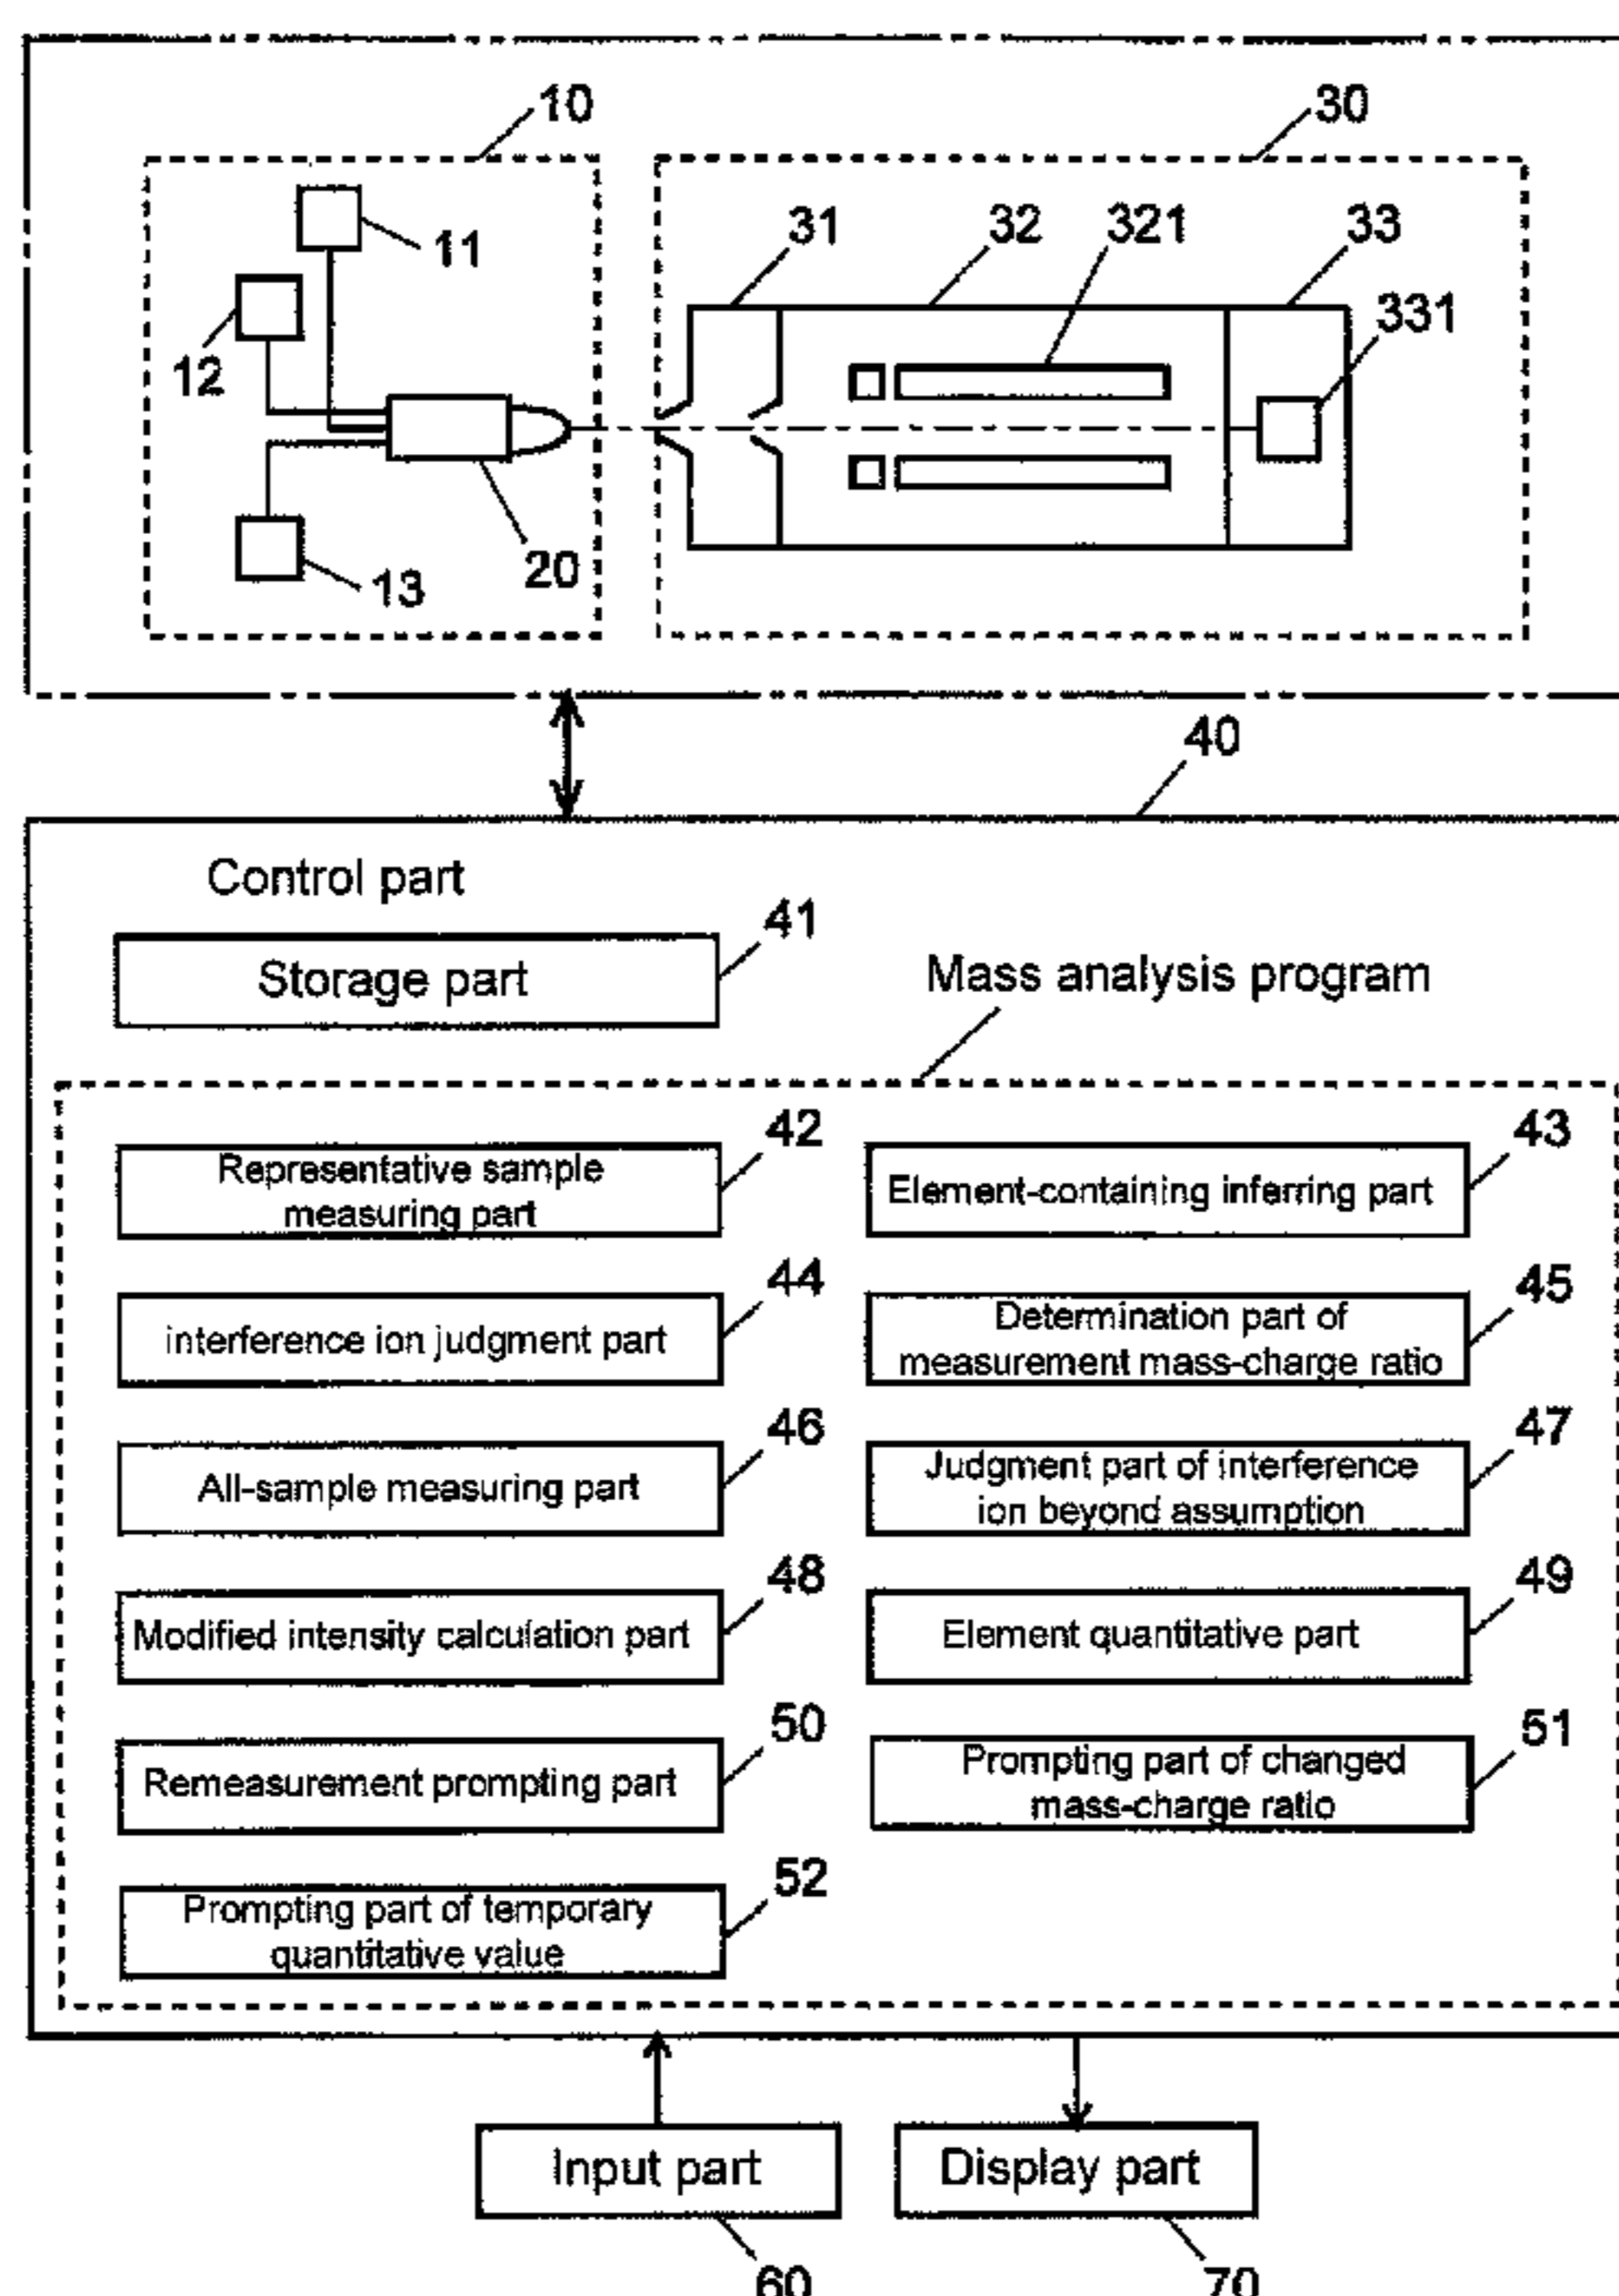 10
30
11
31
32
321
33
12
331
13
20
40
Control part
41
Storage part
Mass analysis program
42
43
Representative sample
measuring part
Element-containing inferring part
44
45
interference ion judgment part
Determination part of
measurement mass-charge ratio
46
47
All-sample measuring part
Judgment part of interference
ion beyond assumption
48
49
Modified intensity calculation part
Element quantitative part
50
51
Remeasurement prompting part
Prompting part of changed
mass-charge ratio
52
Prompting part of temporary
quantitative value
Input part
Display part
60
70